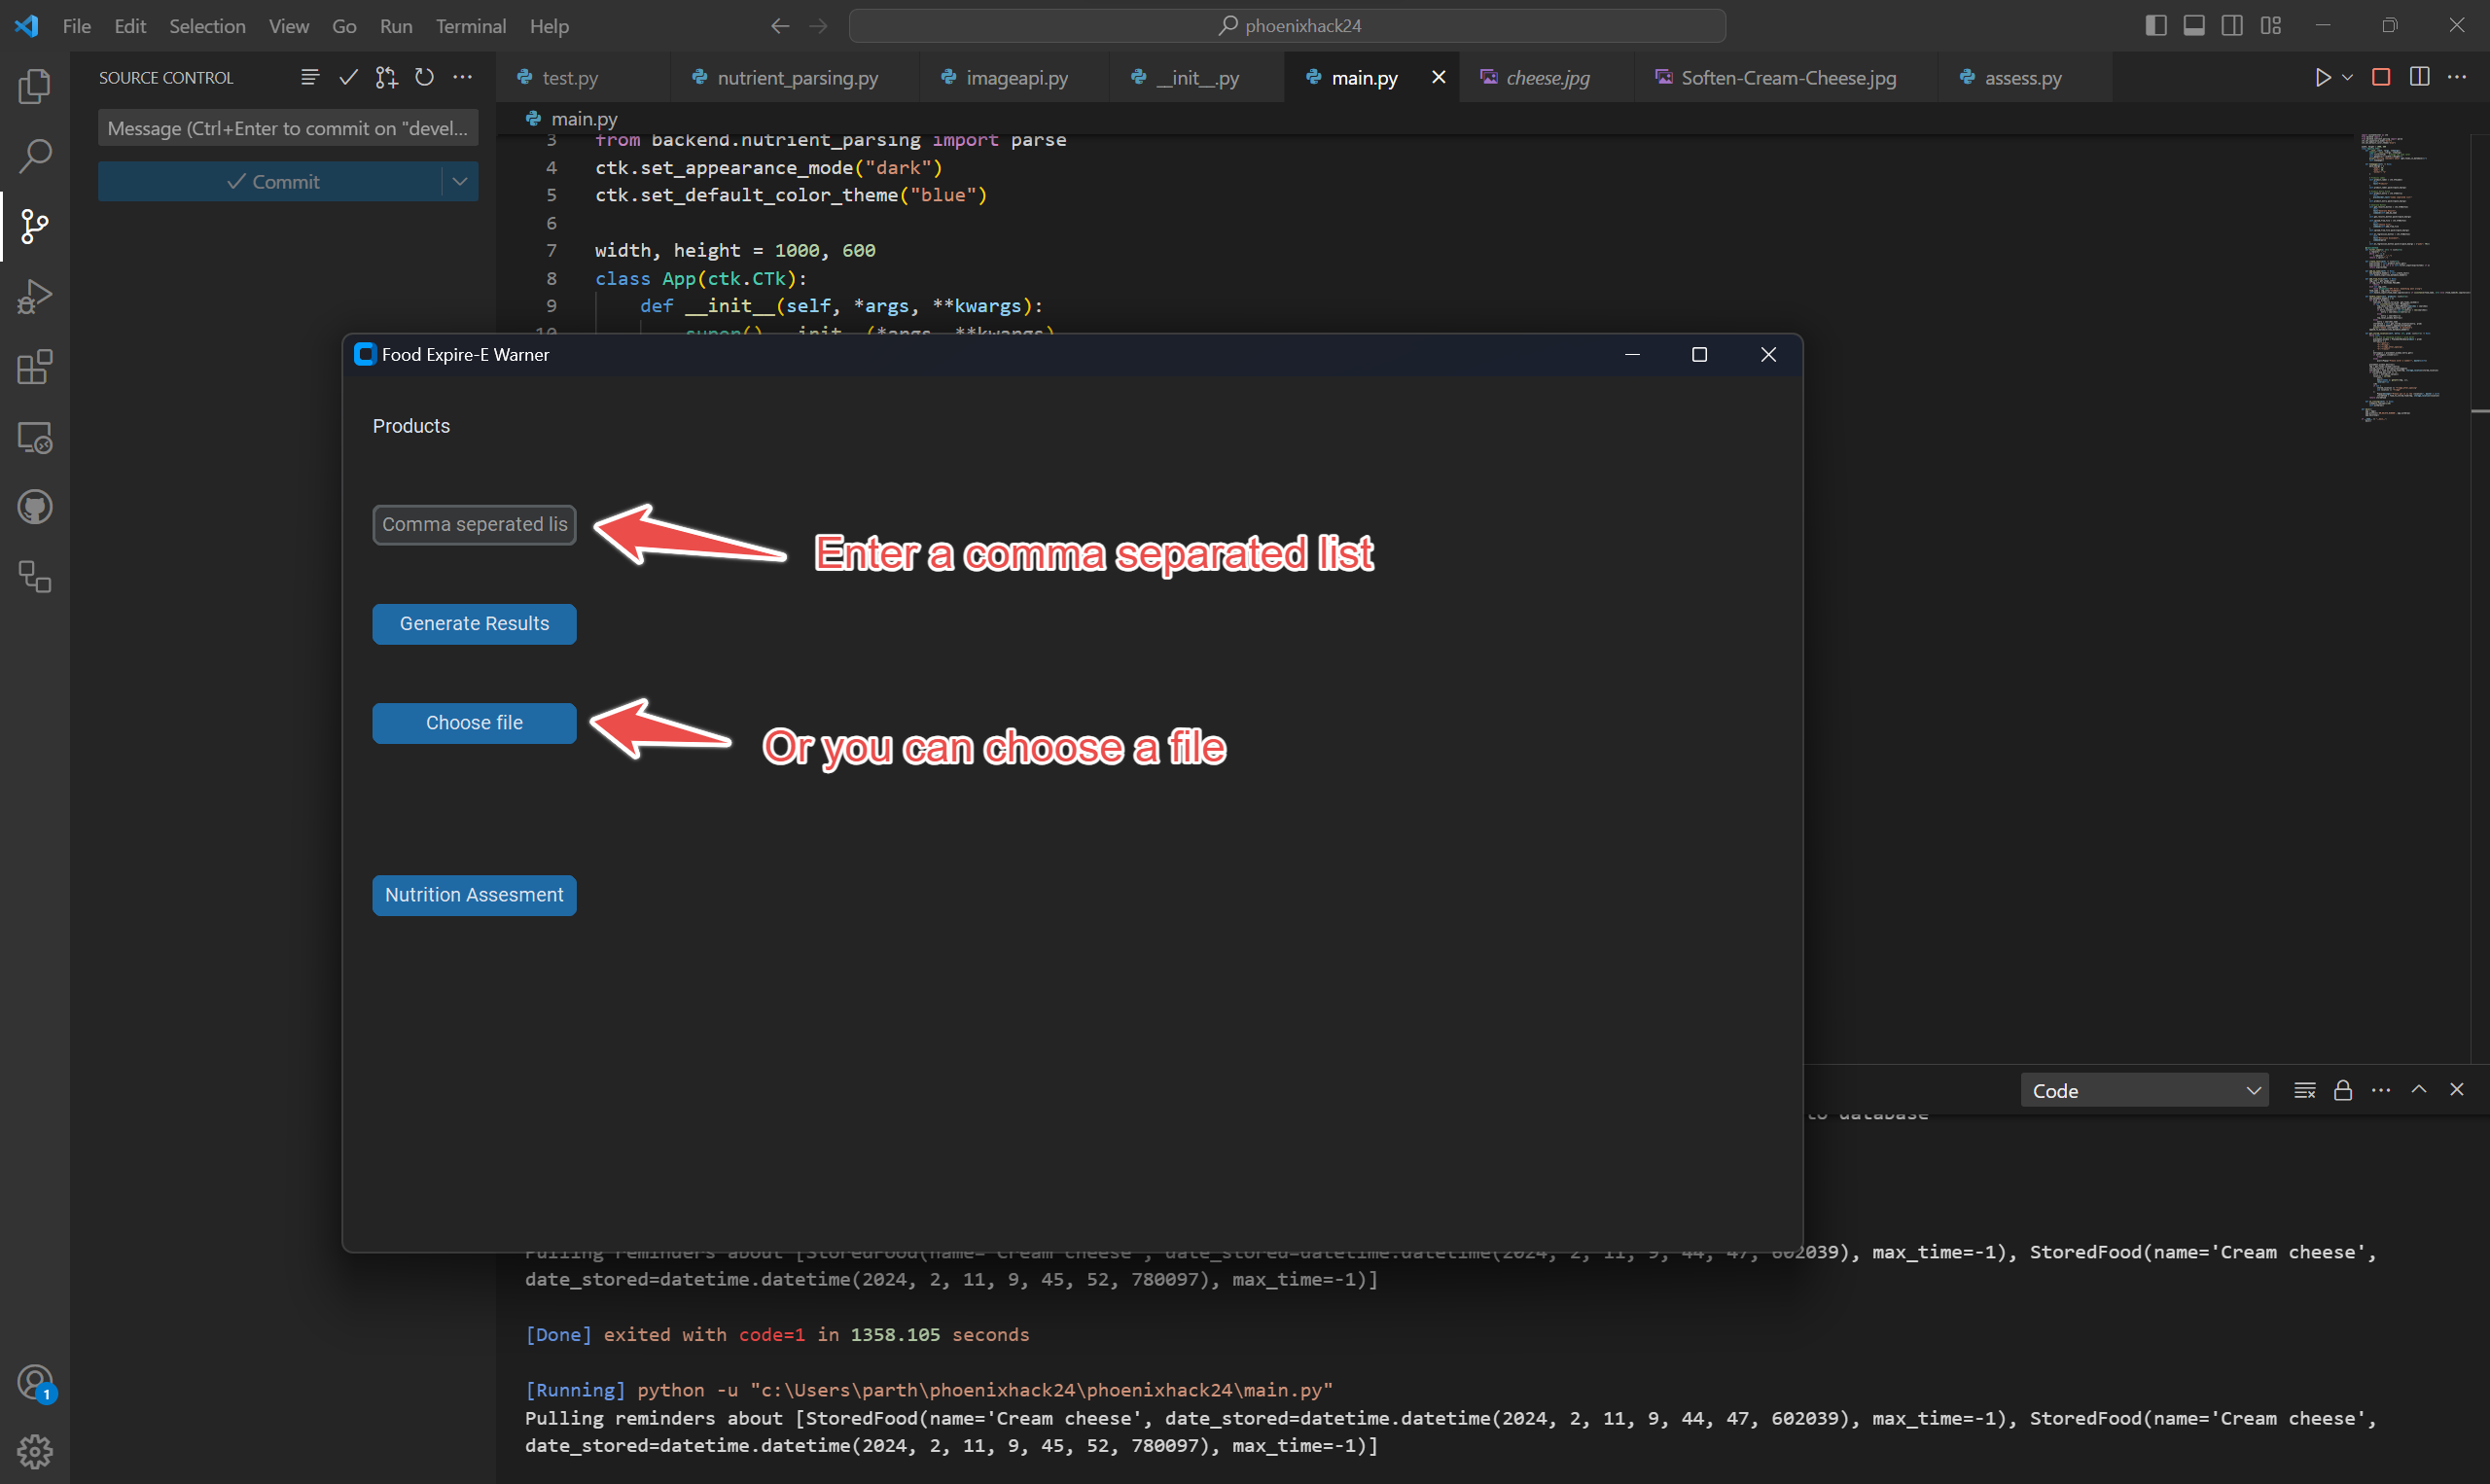 File Edit Selection View Go Run Terminal Help
phoenixhack24
SOURCE CONTROL
Message (Ctrl+Enter to commit on "devel...
Commit
test.py nutrient_parsing.py imageapi.py __init__.py main.py cheese.jpg Soften-Cream-Cheese.jpg assess.py
main.py
3 from backend.nutrient_parsing import parse
4 ctk.set_appearance_mode("dark")
5 ctk.set_default_color_theme("blue")
6
7 width, height = 1000, 600
8 class App(ctk.CTk):
9 def __init__(self, *args, **kwargs):
10 super().__init__(*args, **kwargs)
Food Expire-E Warner
Products
Comma seperated lis
Enter a comma separated list
Generate Results
Choose file
Or you can choose a file
Nutrition Assesment
Code
to database
Pulling reminders about [StoredFood(name='Cream cheese', date_stored=datetime.datetime(2024, 2, 11, 9, 44, 47, 602039), max_time=-1), StoredFood(name='Cream cheese',
date_stored=datetime.datetime(2024, 2, 11, 9, 45, 52, 780097), max_time=-1)]
[Done] exited with code=1 in 1358.105 seconds
[Running] python -u "c:\Users\parth\phoenixhack24\phoenixhack24\main.py"
Pulling reminders about [StoredFood(name='Cream cheese', date_stored=datetime.datetime(2024, 2, 11, 9, 44, 47, 602039), max_time=-1), StoredFood(name='Cream cheese',
date_stored=datetime.datetime(2024, 2, 11, 9, 45, 52, 780097), max_time=-1)]
1